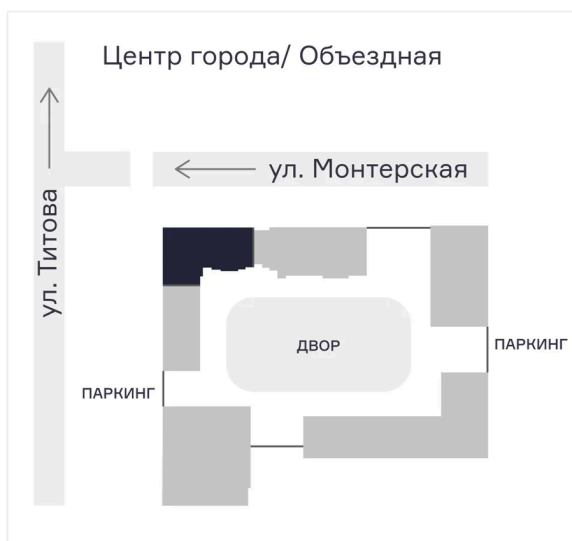 Центр города/ Объездная
ул. Монтерская
ул. Титова
ДВОР
ПАРКИНГ
ПАРКИНГ